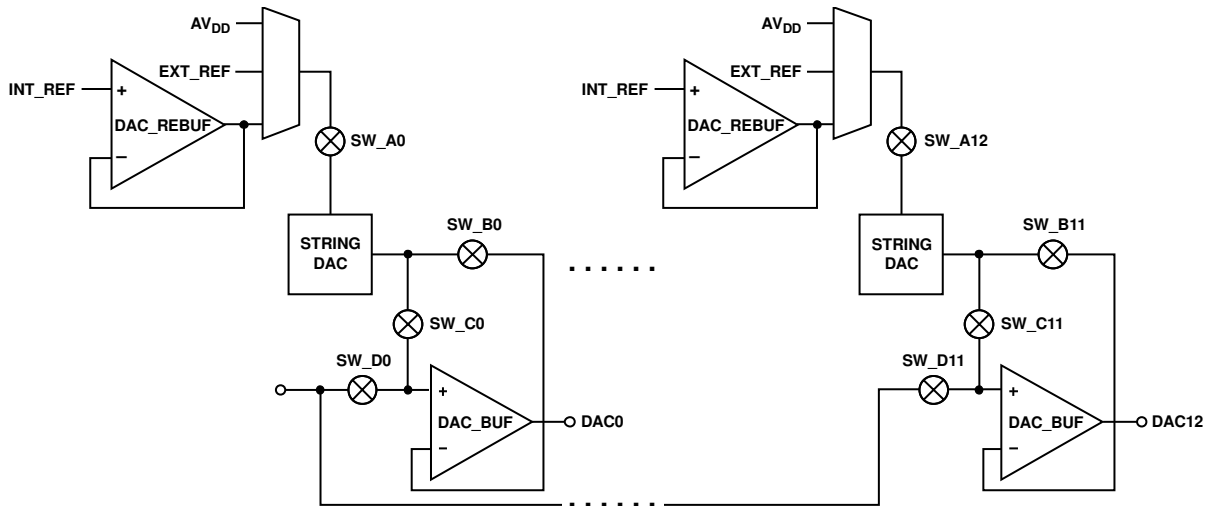 AVDD
EXT_REF
INT_REF
+
DAC_REBUF
−
SW_A0
STRING
DAC
SW_B0
SW_C0
SW_D0
+
DAC_BUF
−
DAC0
......
......
AVDD
EXT_REF
INT_REF
+
DAC_REBUF
−
SW_A12
STRING
DAC
SW_B11
SW_C11
SW_D11
+
DAC_BUF
−
DAC12